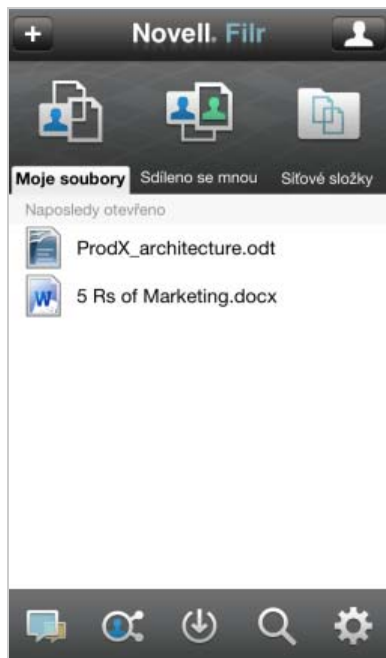 + Novell. Filr
Moje soubory Sdíleno se mnou Síťové složky
Naposledy otevřeno
ProdX_architecture.odt
W 5 Rs of Marketing.docx